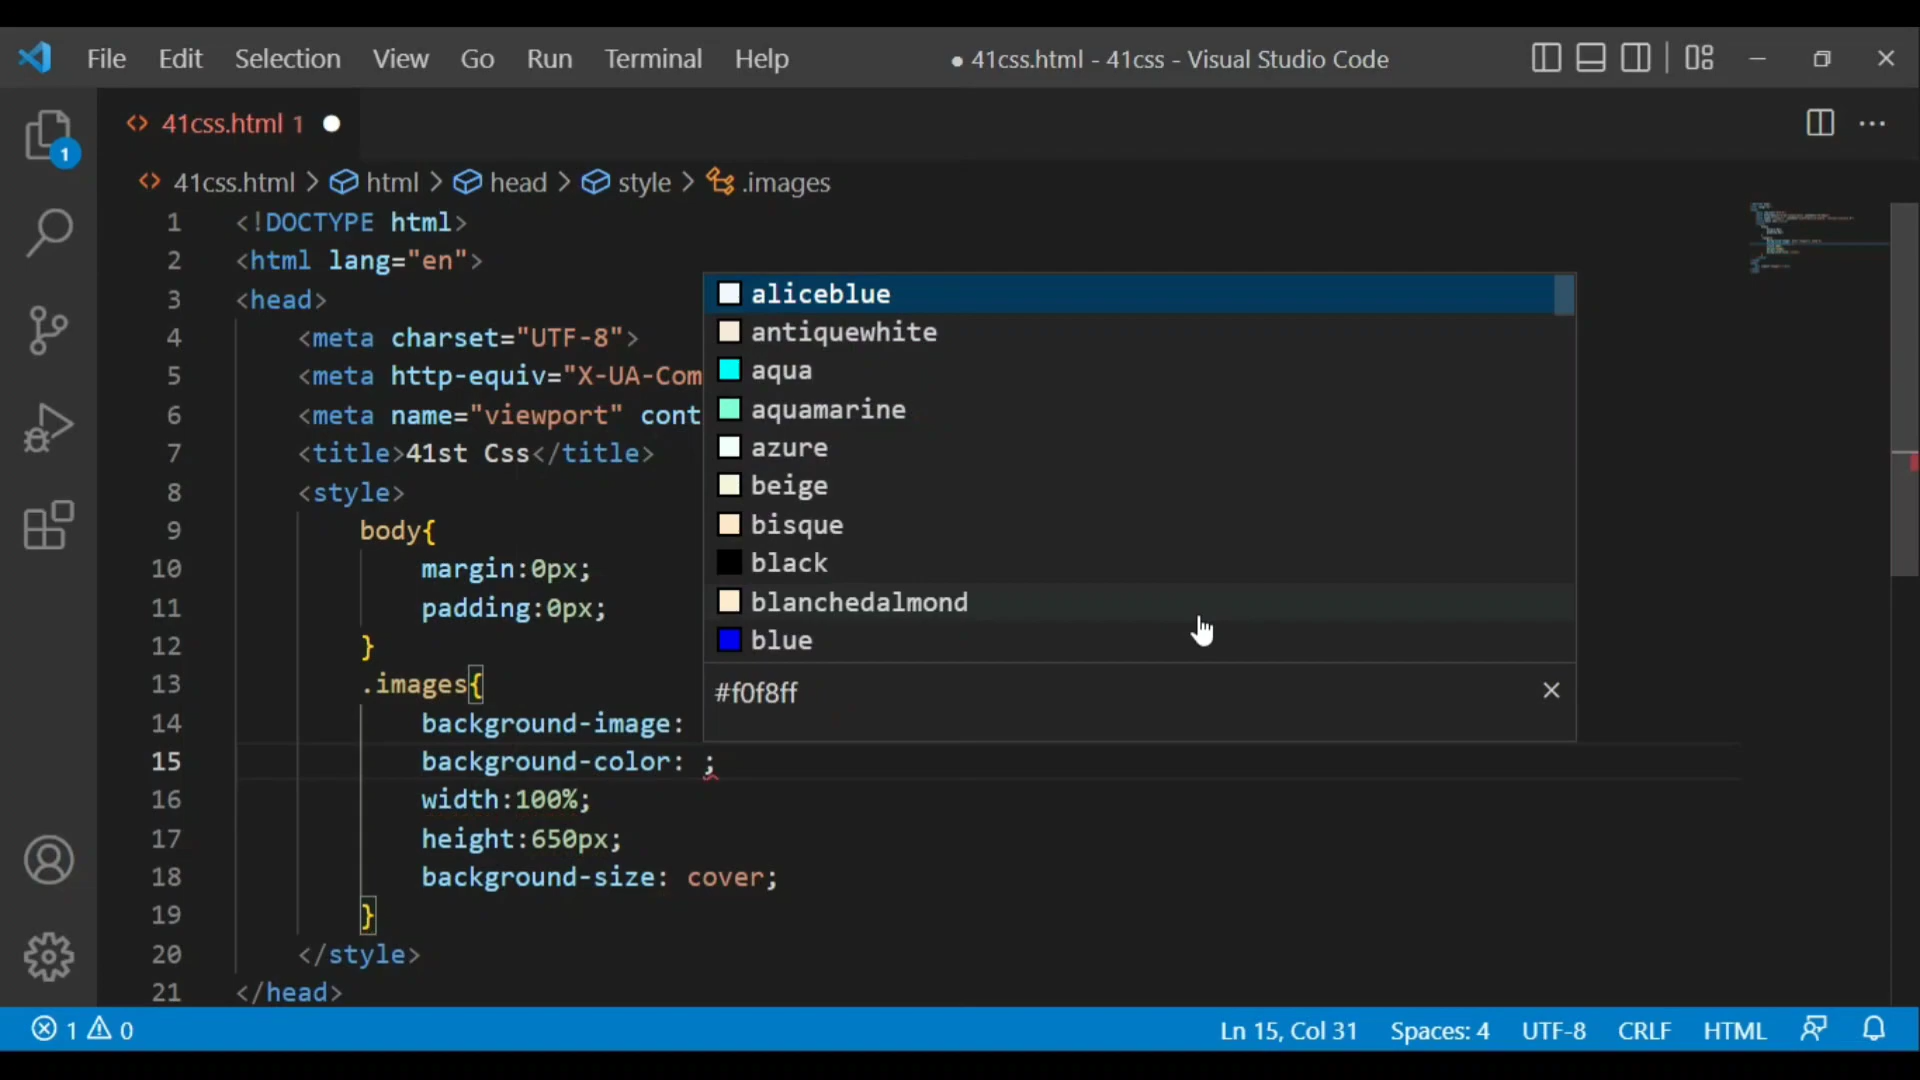 File Edit Selection View Go Run Terminal Help ● 41css.html - 41css - Visual Studio Code
<> 41css.html 1 ●
<> 41css.html > html > head > style > .images
1 <!DOCTYPE html>
2 <html lang="en">
3 <head>
4 <meta charset="UTF-8">
5 <meta http-equiv="X-UA-Com
6 <meta name="viewport" cont
7 <title>41st Css</title>
8 <style>
9 body{
10 margin:0px;
11 padding:0px;
12 }
13 .images{
14 background-image:
15 background-color: ;
16 width:100%;
17 height:650px;
18 background-size: cover;
19 }
20 </style>
21 </head>
aliceblue
antiquewhite
aqua
aquamarine
azure
beige
bisque
black
blanchedalmond
blue
#f0f8ff
1
1 0 Ln 15, Col 31 Spaces: 4 UTF-8 CRLF HTML